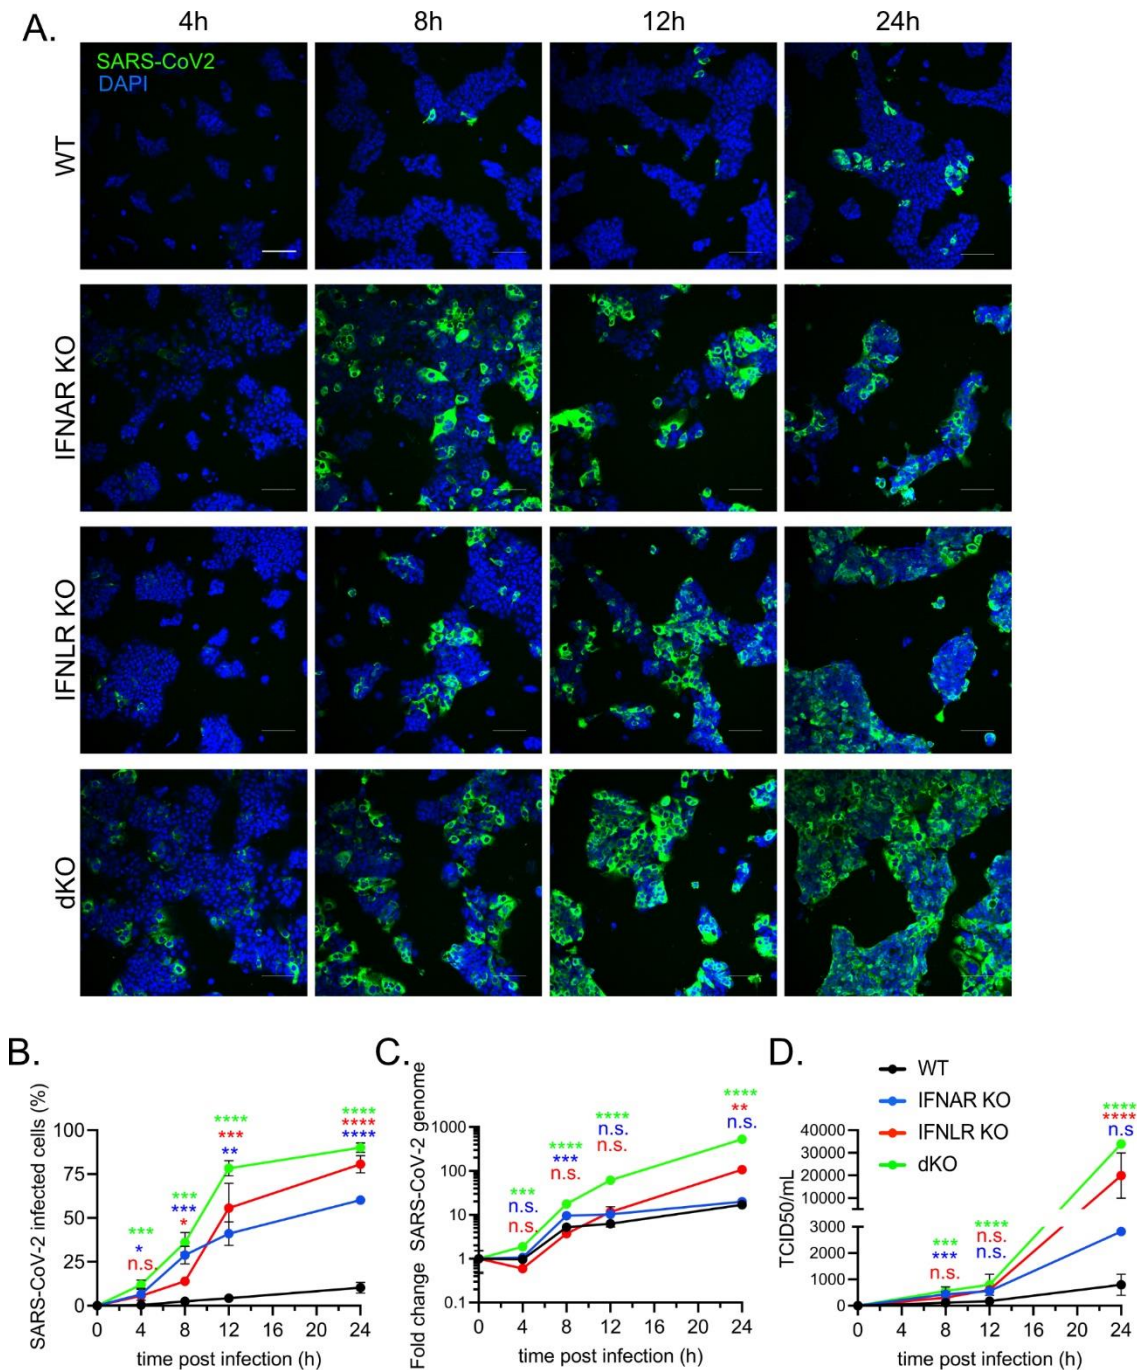 A.
4h 8h 12h 24h
SARS-CoV2
DAPI
WT
IFNAR KO
IFNLR KO
dKO
B.
SARS-CoV-2 infected cells (%)
100
75
50
25
0
***
*
n.s.
***
***
*
****
***
**
****
****
****
0 4 8 12 16 20 24
time post infection (h)
C.
Fold change SARS-CoV-2 genome
1000
100
10
1
0.1
***
n.s.
n.s.
****
***
n.s.
****
n.s.
n.s.
****
**
n.s.
0 4 8 12 16 20 24
time post infection (h)
D.
WT
IFNAR KO
IFNLR KO
dKO
TCID50/mL
40000
30000
20000
10000
3000
2000
1000
0
***
***
n.s.
****
n.s.
n.s.
****
****
n.s
0 4 8 12 16 20 24
time post infection (h)